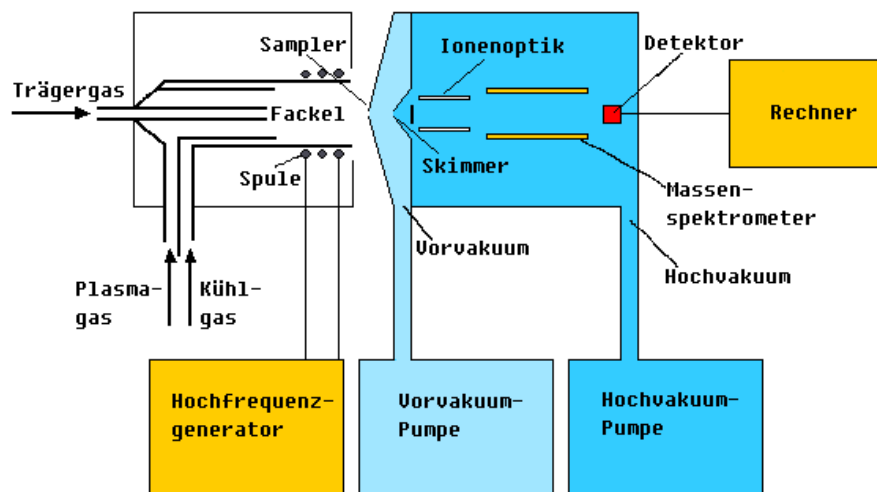 Sampler
Ionenoptik
Detektor
Trägergas
Fackel
Rechner
Skimmer
Spule
Massen-
spektrometer
Vorvakuum
Hochvakuum
Plasma-
gas
Kühl-
gas
Hochfrequenz-
generator
Vorvakuum-
Pumpe
Hochvakuum-
Pumpe